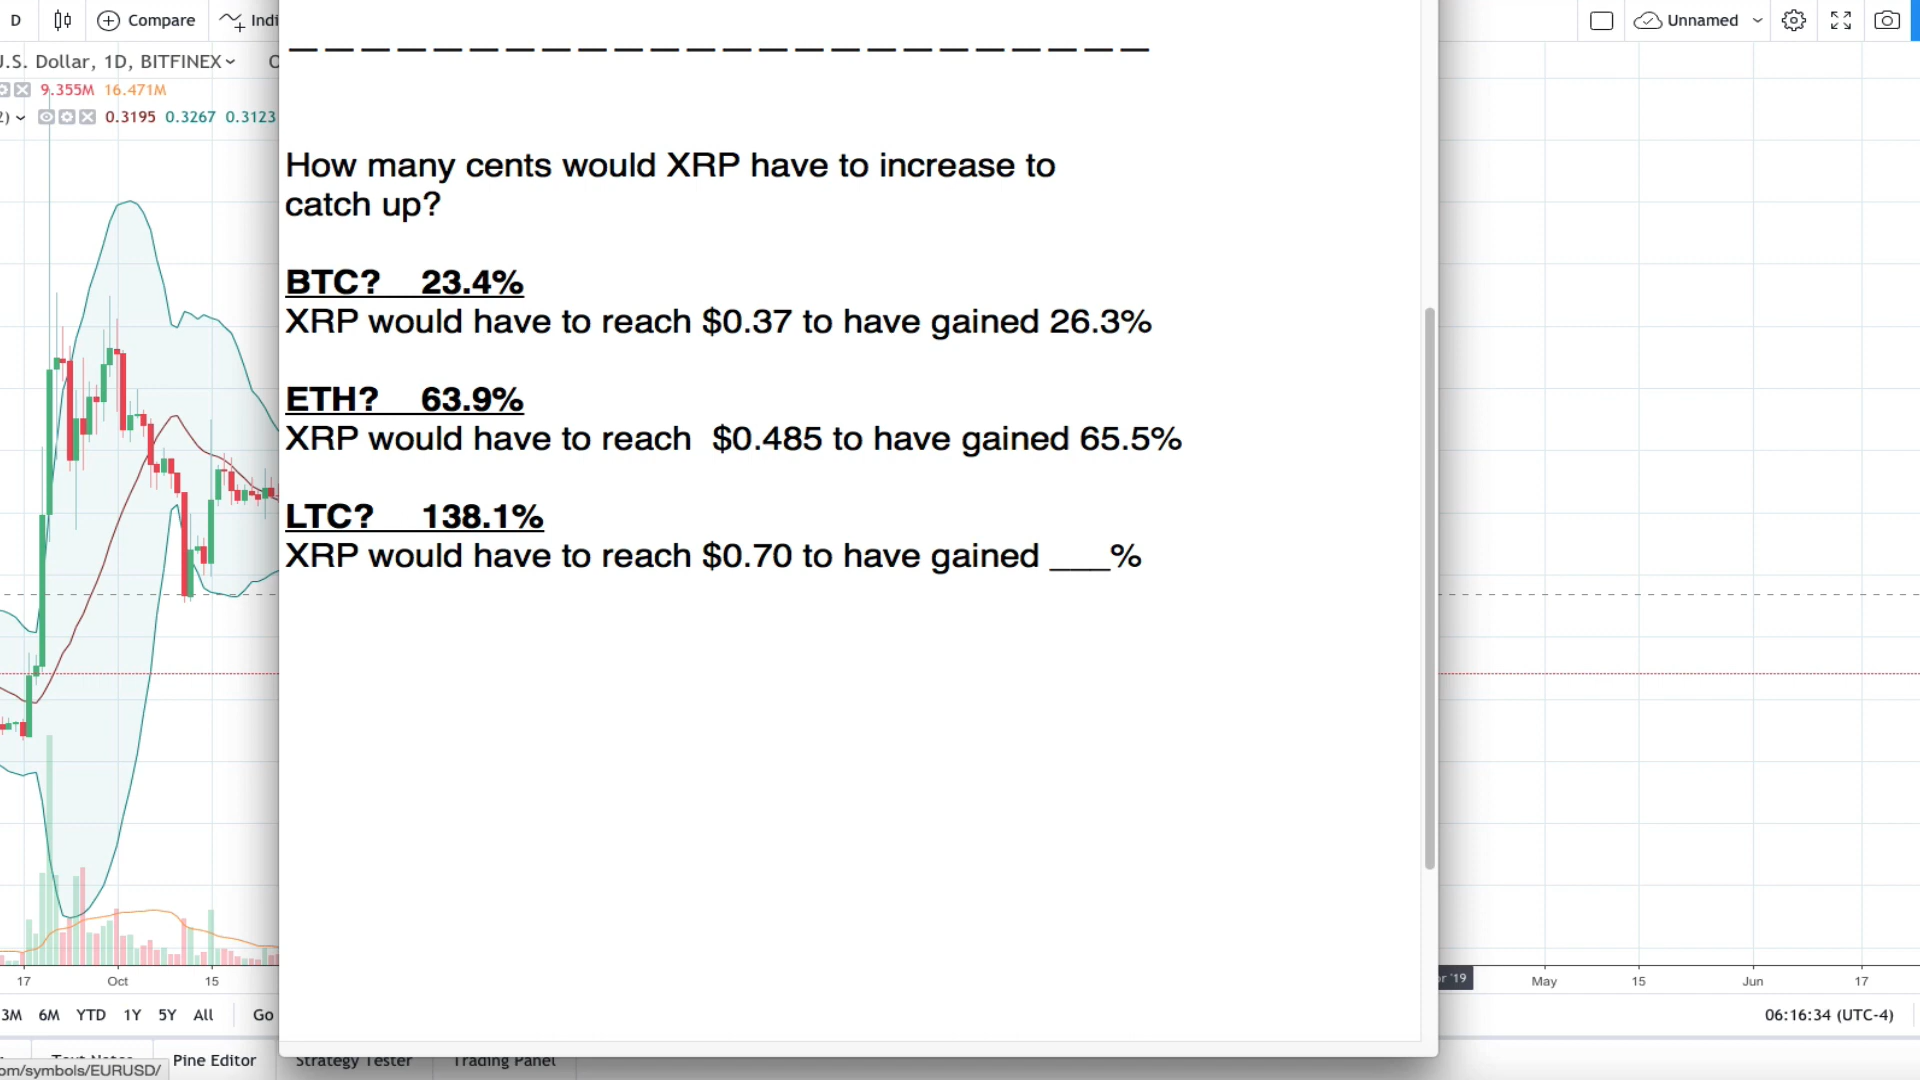 D
Compare
Indi
Unnamed
J.S. Dollar, 1D, BITFINEX
9.355M 16.471M
2) 0.3195 0.3267 0.3123
How many cents would XRP have to increase to
catch up?
BTC? 23.4%
XRP would have to reach $0.37 to have gained 26.3%
ETH? 63.9%
XRP would have to reach $0.485 to have gained 65.5%
LTC? 138.1%
XRP would have to reach $0.70 to have gained ___%
17 Oct 15 '19 May 15 Jun 17
3M 6M YTD 1Y 5Y All Go 06:16:34 (UTC-4)
Text Notes Pine Editor Strategy Tester Trading Panel
om/symbols/EURUSD/